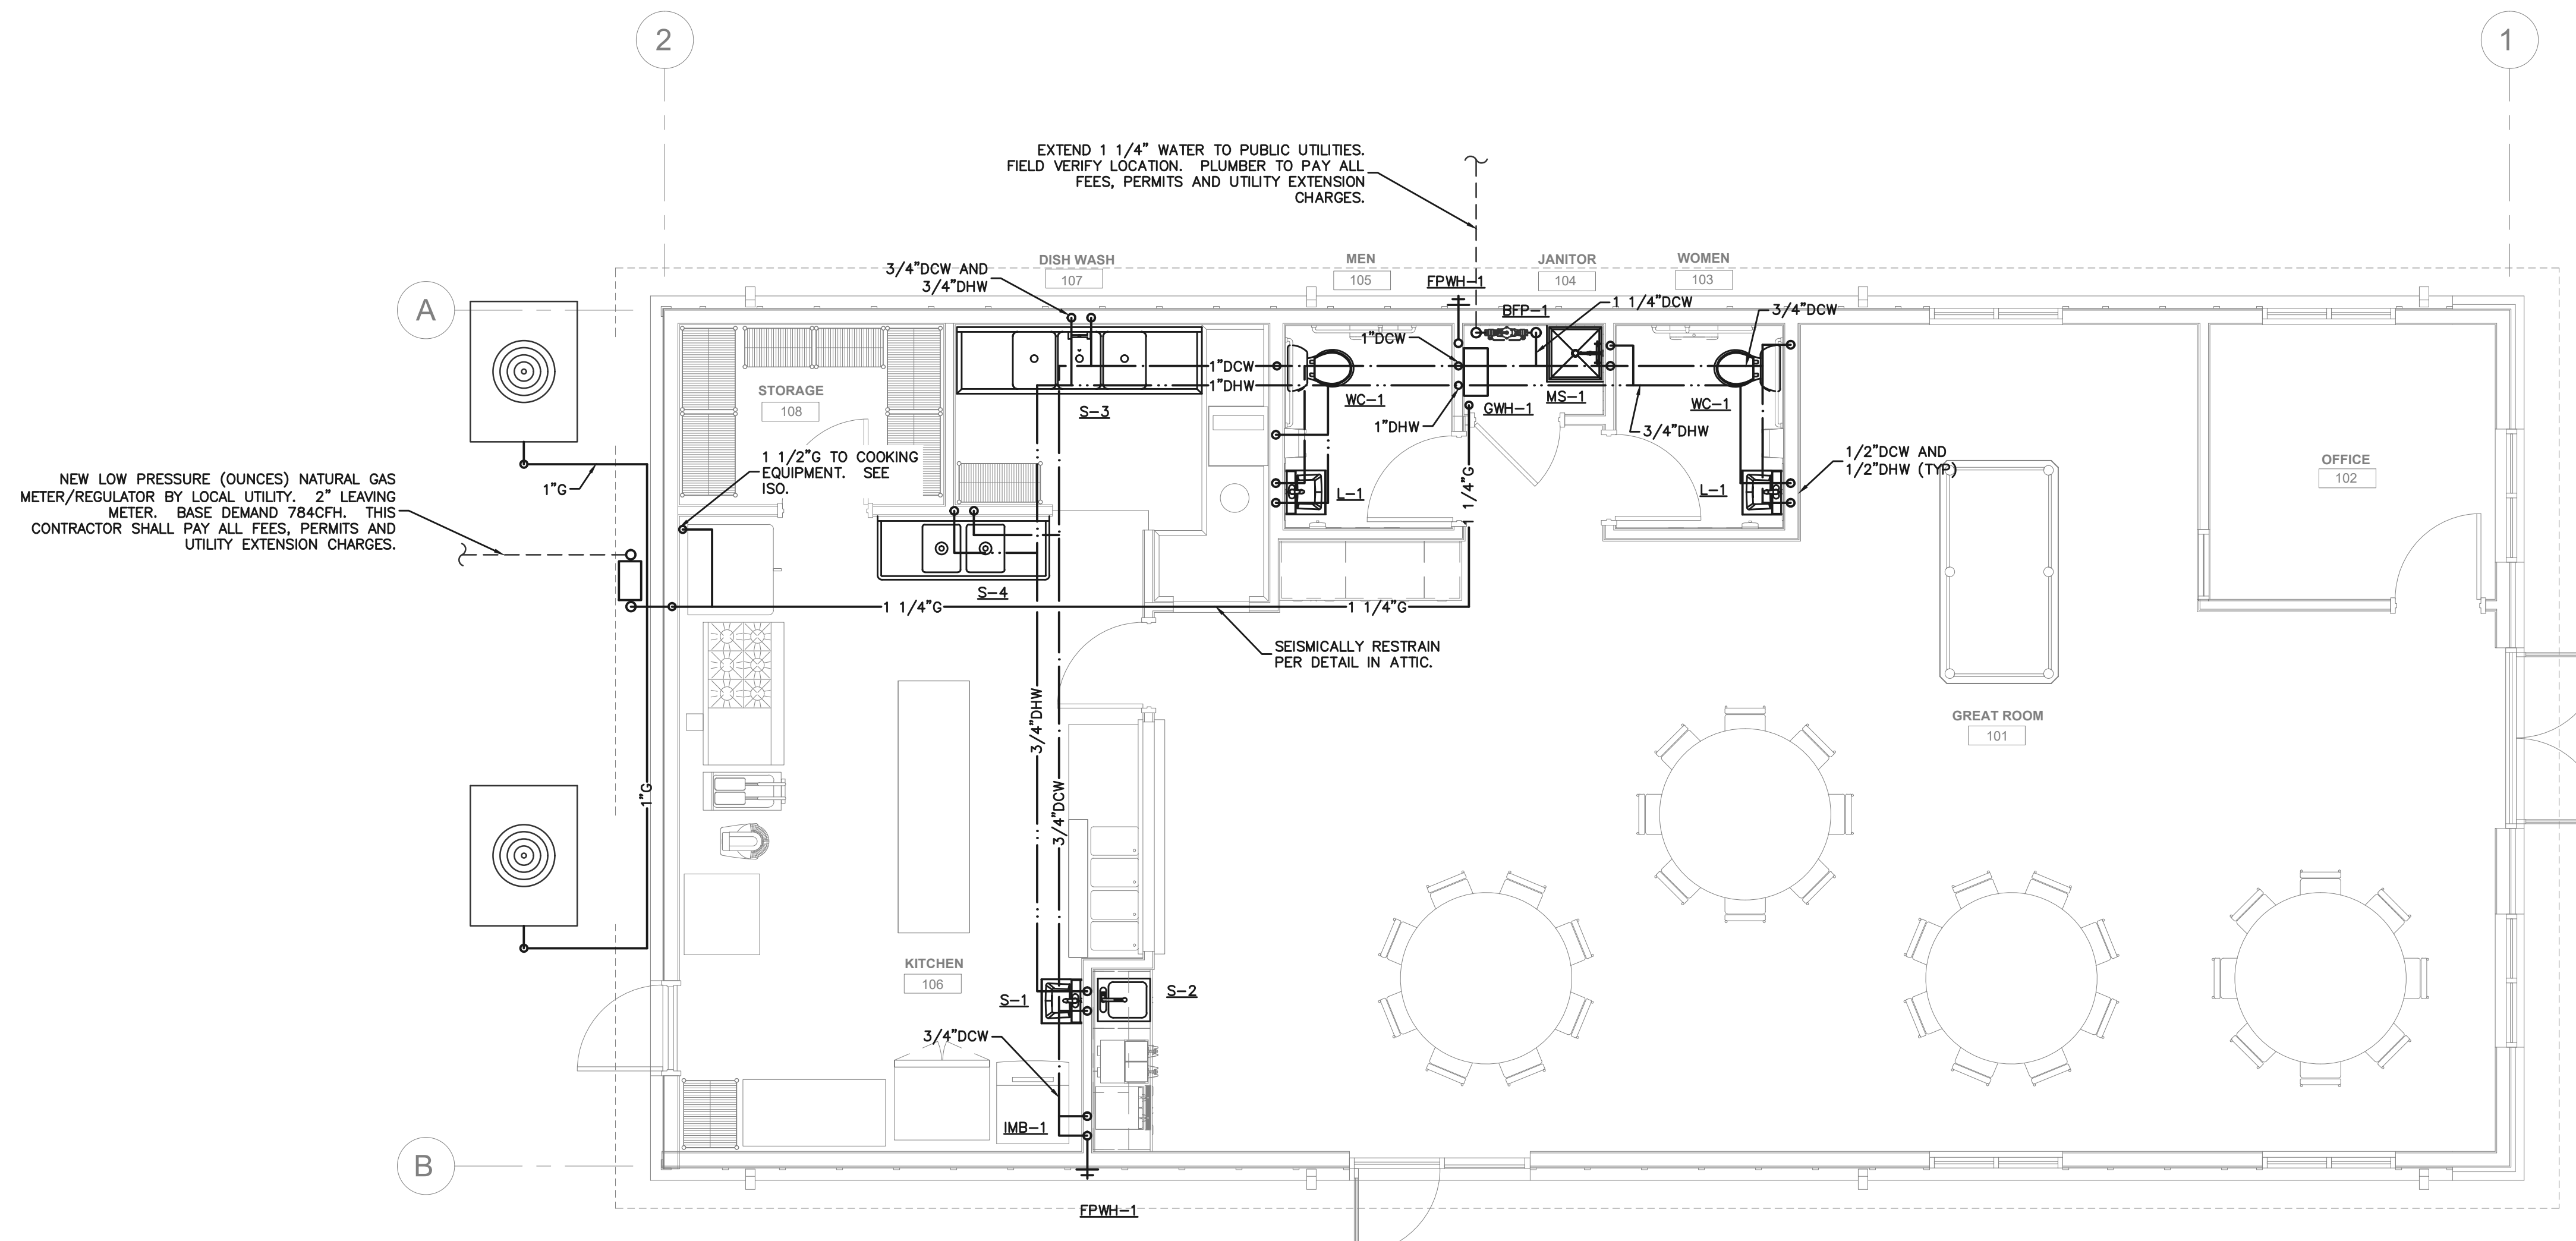 2
1
EXTEND 1 1/4" WATER TO PUBLIC UTILITIES.
FIELD VERIFY LOCATION. PLUMBER TO PAY ALL
FEES, PERMITS AND UTILITY EXTENSION
CHARGES.
A
3/4"DCW AND
3/4"DHW
DISH WASH
107
MEN
105
FPWH-1
JANITOR
104
WOMEN
103
BFP-1
1 1/4"DCW
3/4"DCW
1"DCW
1"DCW
1"DHW
STORAGE
108
S-3
WC-1
GWH-1
MS-1
WC-1
1"DHW
3/4"DHW
1 1/2"G TO COOKING
EQUIPMENT. SEE
ISO.
1/2"DCW AND
1/2"DHW (TYP)
OFFICE
102
NEW LOW PRESSURE (OUNCES) NATURAL GAS
METER/REGULATOR BY LOCAL UTILITY. 2" LEAVING
METER. BASE DEMAND 784CFH. THIS
CONTRACTOR SHALL PAY ALL FEES, PERMITS AND
UTILITY EXTENSION CHARGES.
1"G
L-1
1 1/4"G
L-1
S-4
1 1/4"G
1 1/4"G
SEISMICALLY RESTRAIN
PER DETAIL IN ATTIC.
3/4"DHW
GREAT ROOM
101
1"G
3/4"DCW
KITCHEN
106
S-1
S-2
3/4"DCW
IMB-1
B
FPWH-1